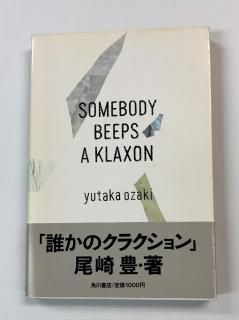 SOMEBODY
BEEPS
A KLAXON
yutaka ozaki
「誰かのクラクション」
尾崎 豊・著
角川書店/定価1000円